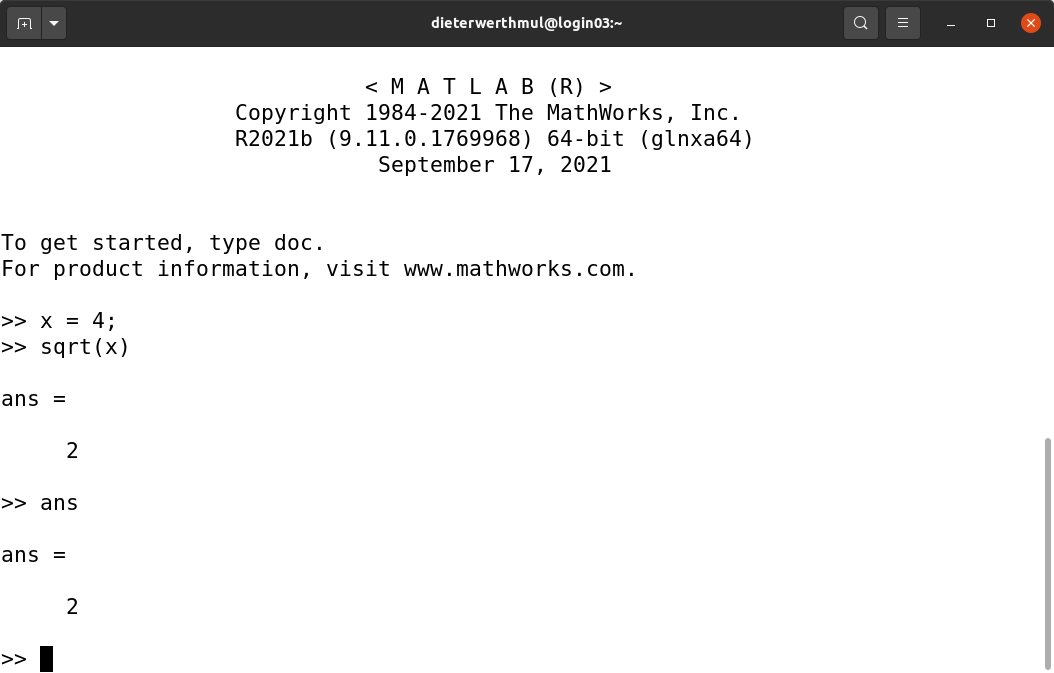 dieterwerthmul@login03:~
< M A T L A B (R) >
Copyright 1984-2021 The MathWorks, Inc.
R2021b (9.11.0.1769968) 64-bit (glnxa64)
September 17, 2021
To get started, type doc.
For product information, visit www.mathworks.com.
>> x = 4;
>> sqrt(x)
ans =
2
>> ans
ans =
2
>>